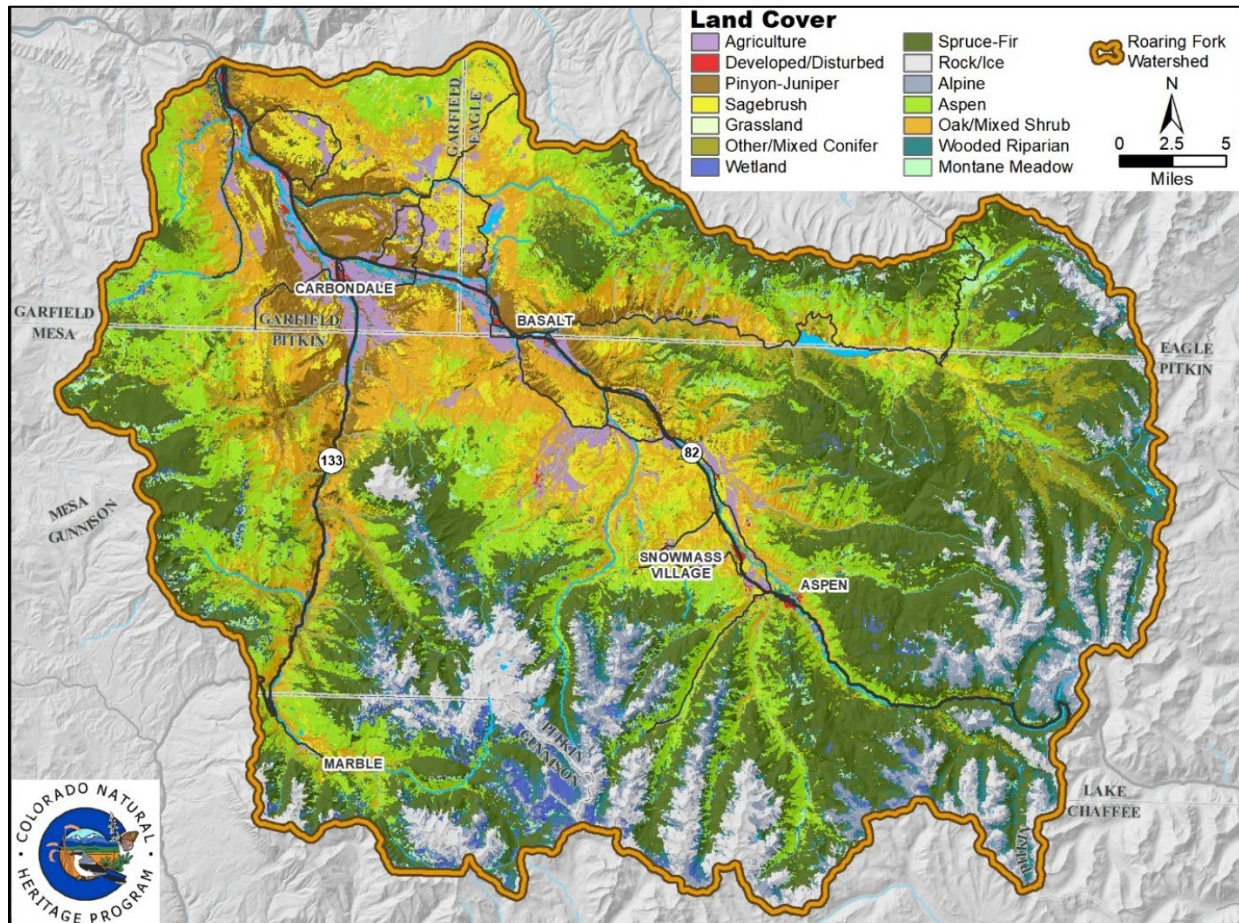 Land Cover
Agriculture
Developed/Disturbed
Pinyon-Juniper
Sagebrush
Grassland
Other/Mixed Conifer
Wetland
Spruce-Fir
Rock/Ice
Alpine
Aspen
Oak/Mixed Shrub
Wooded Riparian
Montane Meadow
Roaring Fork
Watershed
N
0 2.5 5
Miles
GARFIELD
EAGLE
CARBONDALE
GARFIELD
MESA
GARFIELD
PITKIN
BASALT
EAGLE
PITKIN
133
82
MESA
GUNNISON
SNOWMASS
VILLAGE
ASPEN
PITKIN
GUNNISON
MARBLE
LAKE
CHAFFEE
PITKIN
COLORADO NATURAL
HERITAGE PROGRAM